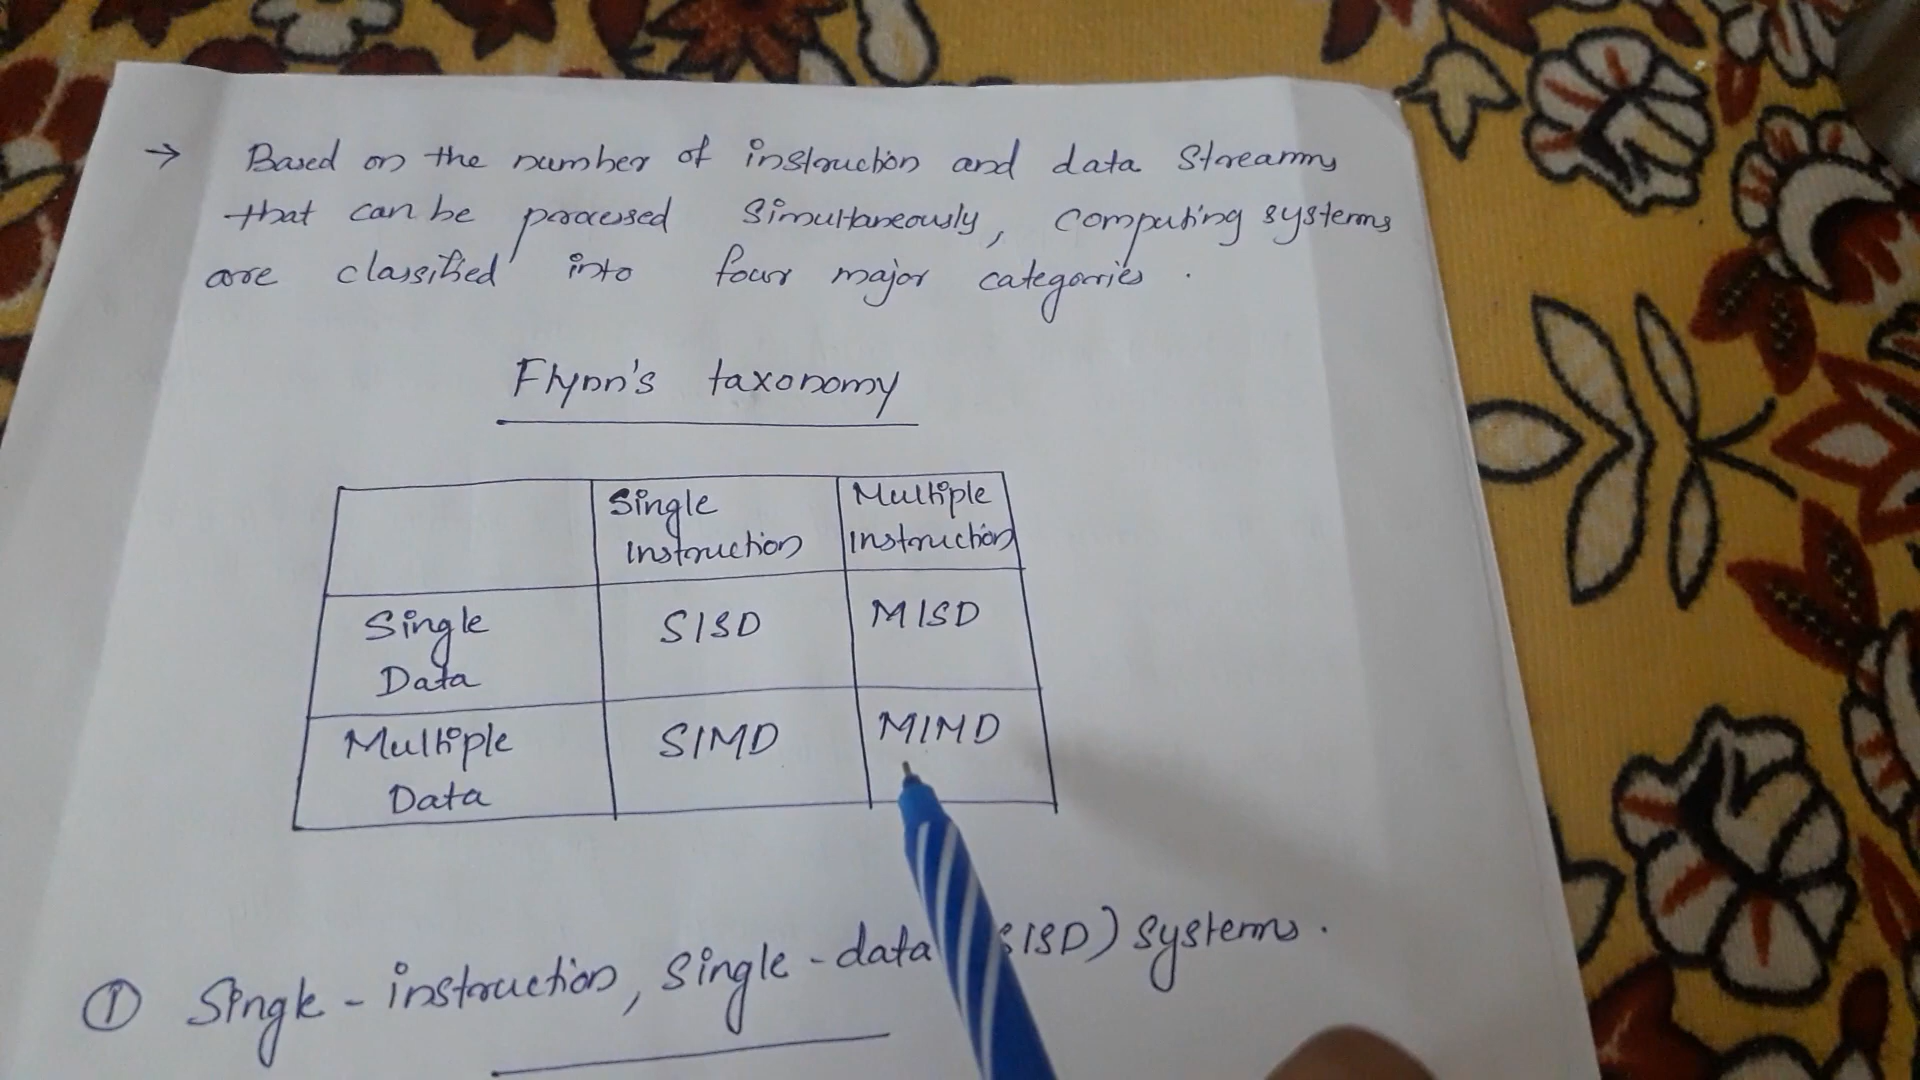 → Based on the number of instruction and data Streams
that can be processed Simultaneously, computing systems
are classified into four major categories.
Flynn's taxonomy
Single Instruction
Multiple Instruction
Single Data
SISD
MISD
Multiple Data
SIMD
MIMD
① Single-instruction, Single-data SISD) Systems.